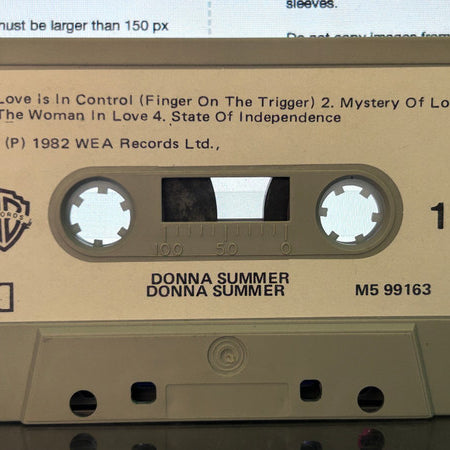 sleeves.
must be larger than 150 px
Love Is In Control (Finger On The Trigger) 2. Mystery Of Lo
The Woman In Love 4. State Of Independence
(P) 1982 WEA Records Ltd.,
ORDS
1
100 50 0
DONNA SUMMER
DONNA SUMMER
M5 99163